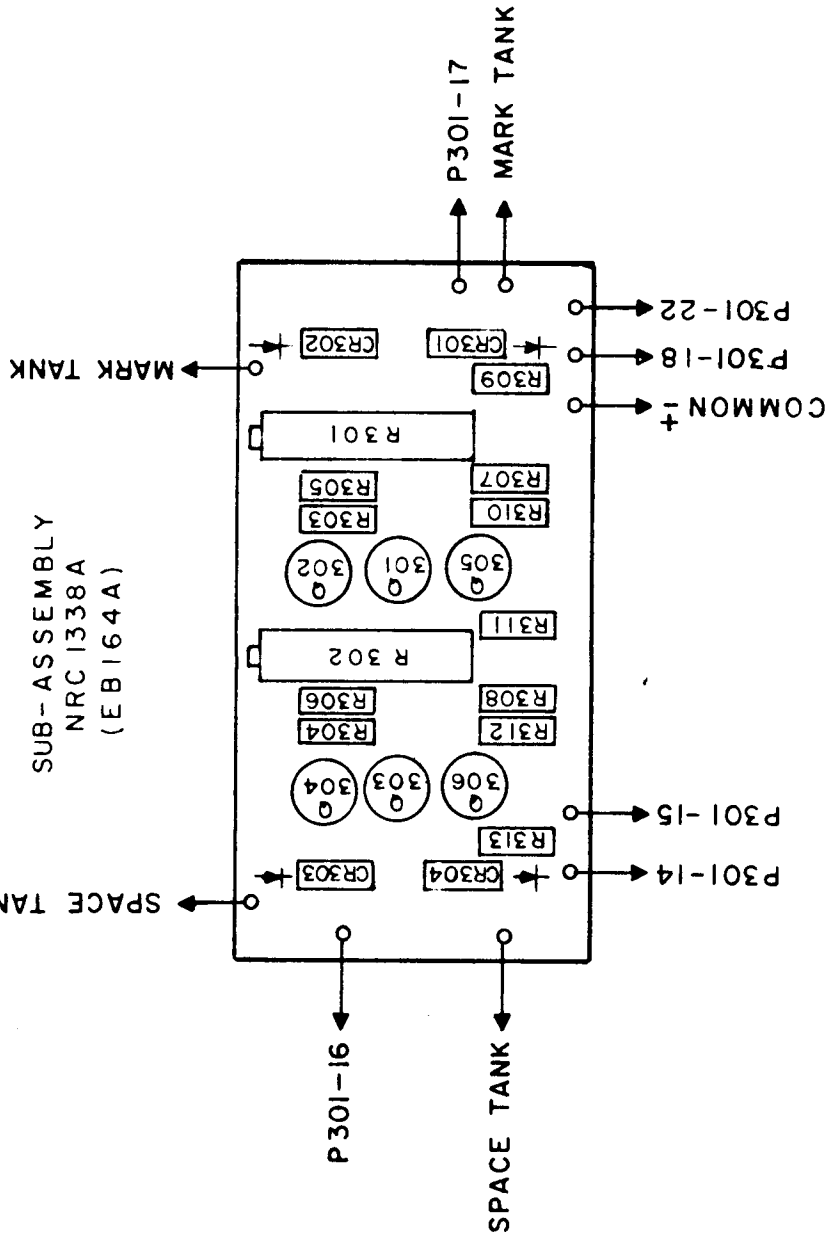 SUB-ASSEMBLY
NRC 1338A
(EB164A)
P301-17
MARK TANK
MARK TANK
P301-22
P301-18
COMMON ±
CR302
CR301
R309
R301
R305
R303
R307
R310
Q 302
Q 301
Q 305
R311
R 302
R306
R304
R308
R312
Q 304
Q 303
Q 306
R313
CR303
CR304
P301-15
P301-14
SPACE TAN
P301-16
SPACE TANK